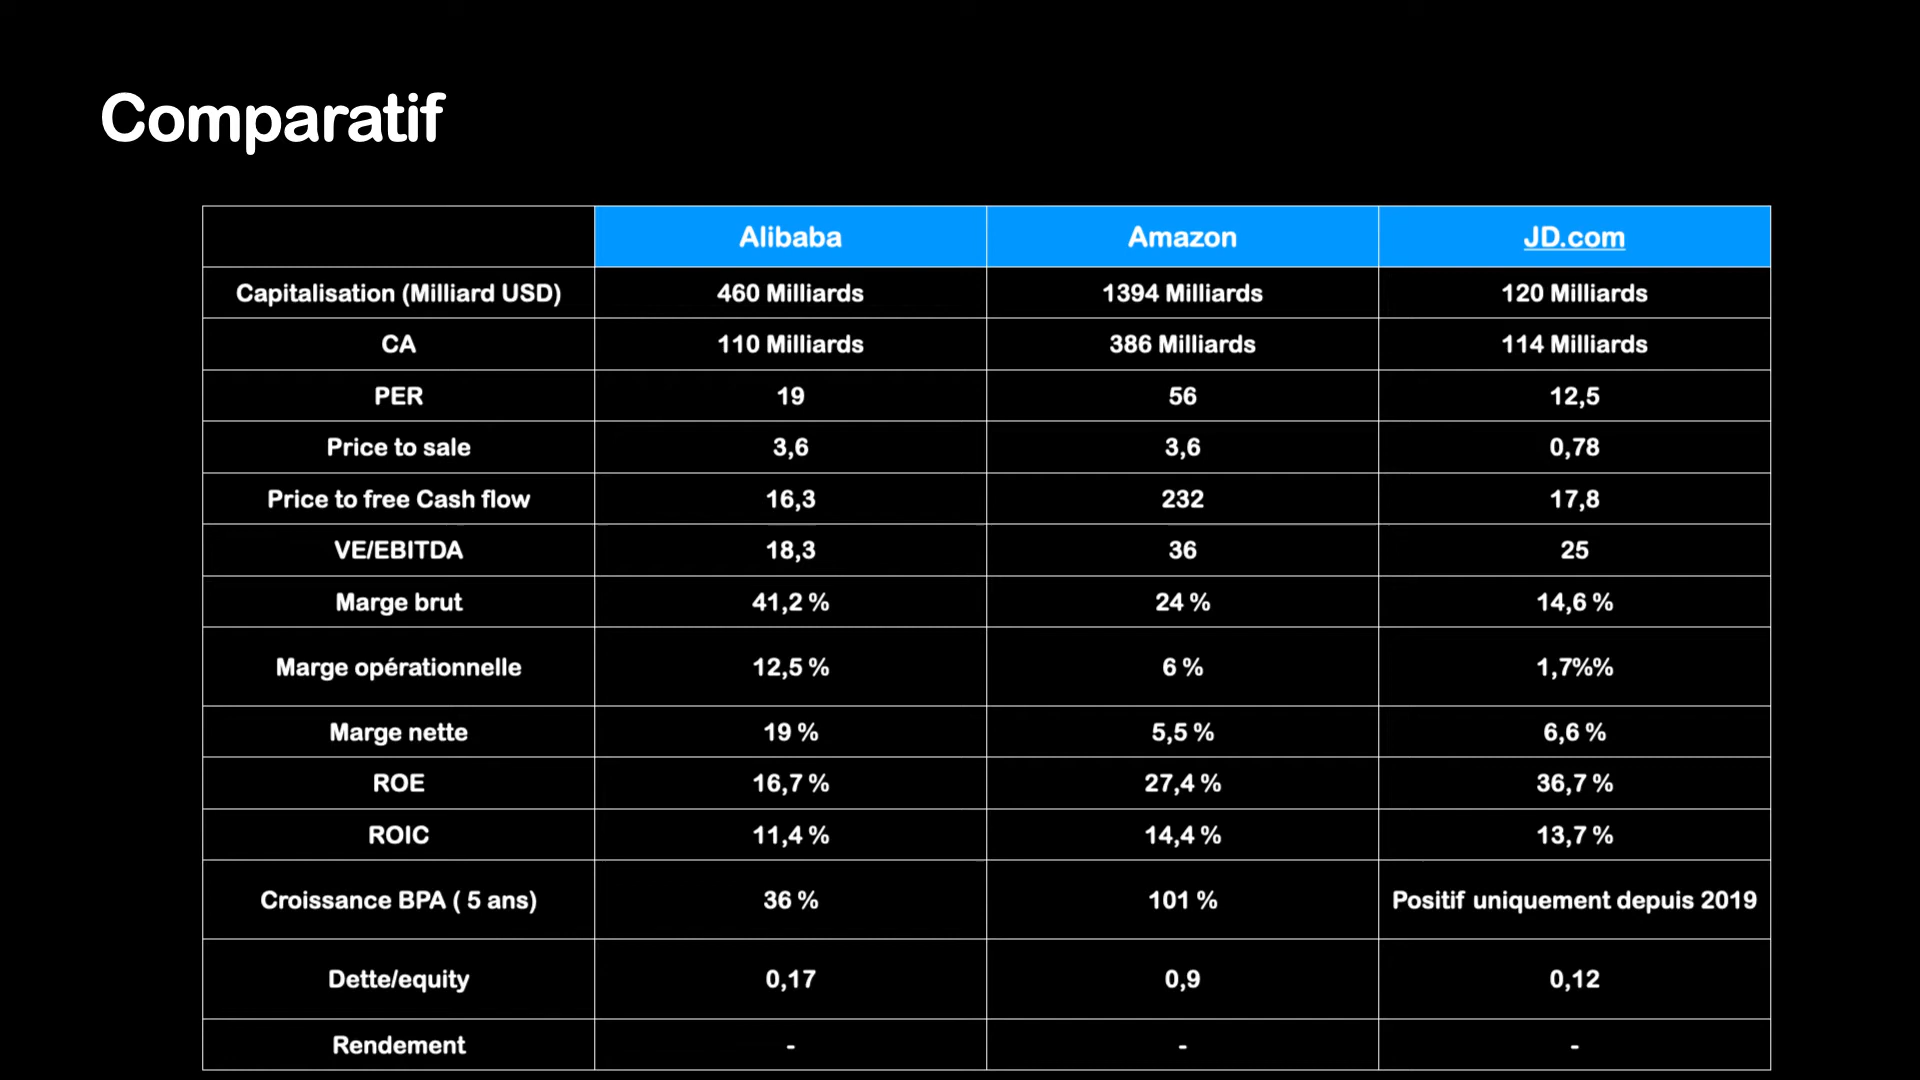 Comparatif
Alibaba Amazon JD.com
Capitalisation (Milliard USD) 460 Milliards 1394 Milliards 120 Milliards
CA 110 Milliards 386 Milliards 114 Milliards
PER 19 56 12,5
Price to sale 3,6 3,6 0,78
Price to free Cash flow 16,3 232 17,8
VE/EBITDA 18,3 36 25
Marge brut 41,2 % 24 % 14,6 %
Marge opérationnelle 12,5 % 6 % 1,7%%
Marge nette 19 % 5,5 % 6,6 %
ROE 16,7 % 27,4 % 36,7 %
ROIC 11,4 % 14,4 % 13,7 %
Croissance BPA ( 5 ans) 36 % 101 % Positif uniquement depuis 2019
Dette/equity 0,17 0,9 0,12
Rendement - - -